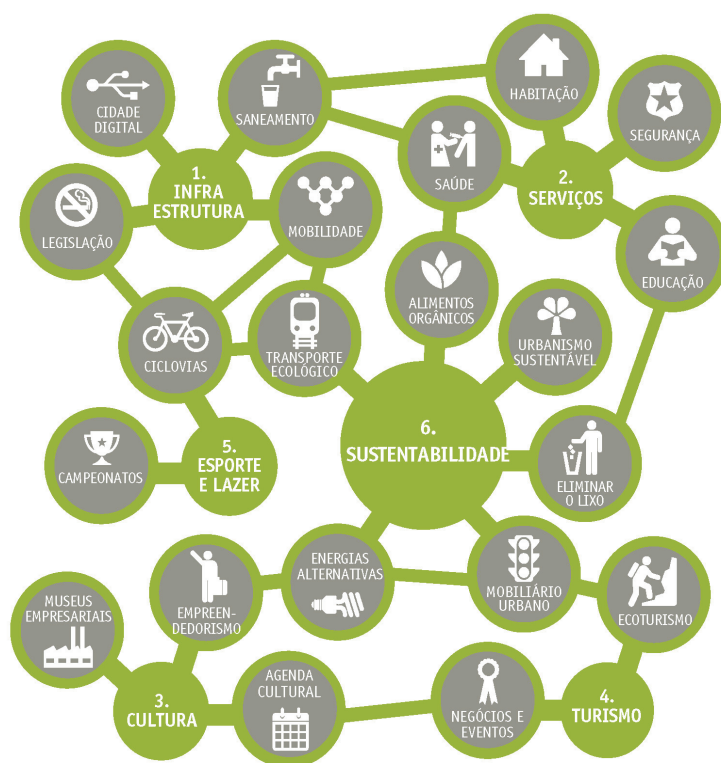 CIDADE
DIGITAL
SANEAMENTO
HABITAÇÃO
SEGURANÇA
1.
INFRA
ESTRUTURA
SAÚDE
2.
SERVIÇOS
LEGISLAÇÃO
MOBILIDADE
EDUCAÇÃO
ALIMENTOS
ORGÂNICOS
URBANISMO
SUSTENTÁVEL
CICLOVIAS
TRANSPORTE
ECOLÓGICO
6.
SUSTENTABILIDADE
5.
ESPORTE
E LAZER
CAMPEONATOS
ELIMINAR
O LIXO
ENERGIAS
ALTERNATIVAS
MOBILIÁRIO
URBANO
EMPREEN-
DEDORISMO
ECOTURISMO
MUSEUS
EMPRESARIAIS
AGENDA
CULTURAL
3.
CULTURA
NEGÓCIOS E
EVENTOS
4.
TURISMO